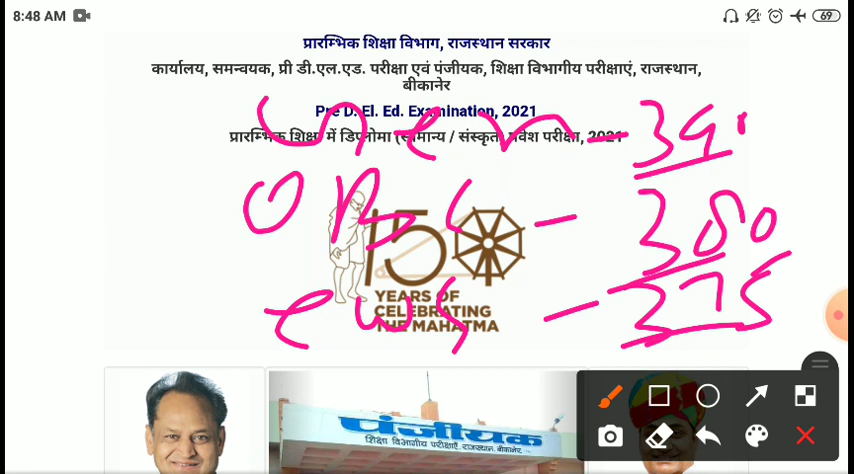 8:48 AM
69
प्रारम्भिक शिक्षा विभाग, राजस्थान सरकार
कार्यालय, समन्वयक, प्री डी.एल.एड. परीक्षा एवं पंजीयक, शिक्षा विभागीय परीक्षाएं, राजस्थान,
बीकानेर
Pre D. El. Ed. Examination, 2021
प्रारम्भिक शिक्षा में डिप्लोमा (सामान्य / संस्कृत) प्रवेश परीक्षा, 2021
Gen -
OBC - 380
150
ews - 375
YEARS OF
CELEBRATING
THE MAHATMA
पंजीयक
शिक्षा विभागीय परीक्षाएँ, राजस्थान, बीकानेर